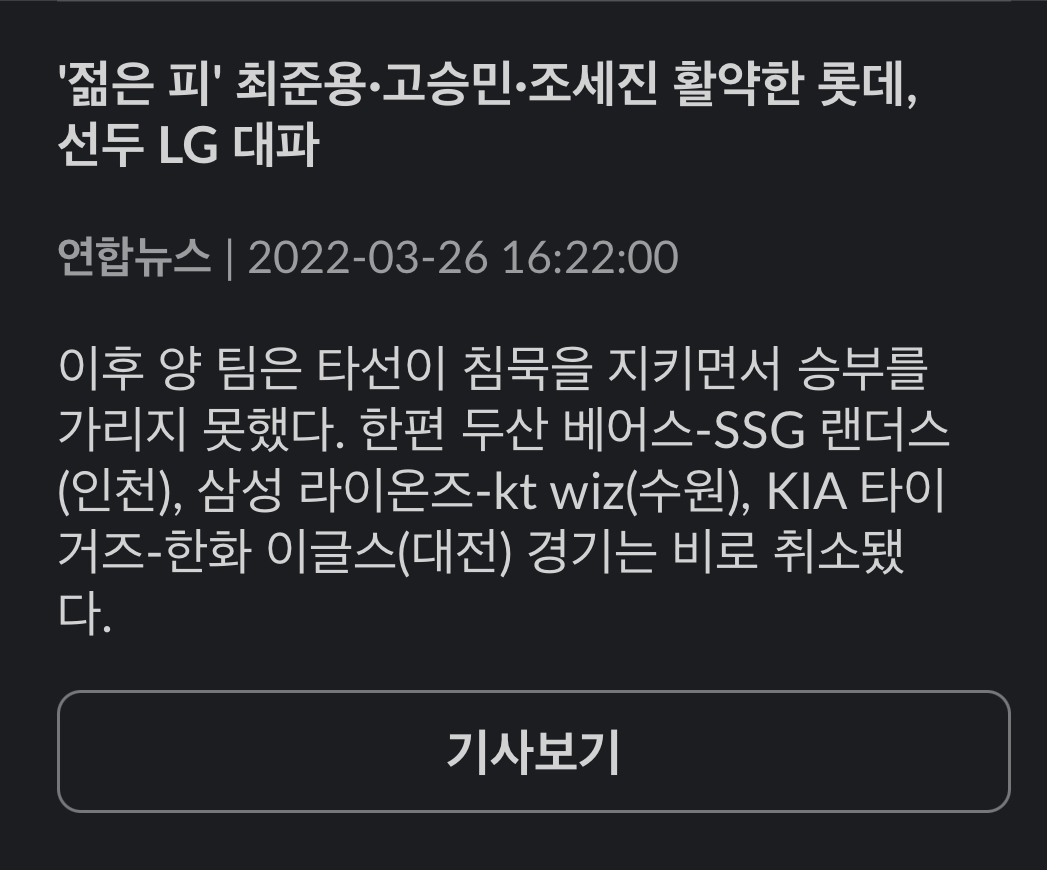 '젊은 피' 최준용·고승민·조세진 활약한 롯데,
선두 LG 대파
연합뉴스 | 2022-03-26 16:22:00
이후 양 팀은 타선이 침묵을 지키면서 승부를
가리지 못했다. 한편 두산 베어스-SSG 랜더스
(인천), 삼성 라이온즈-kt wiz(수원), KIA 타이
거즈-한화 이글스(대전) 경기는 비로 취소됐
다.
기사보기